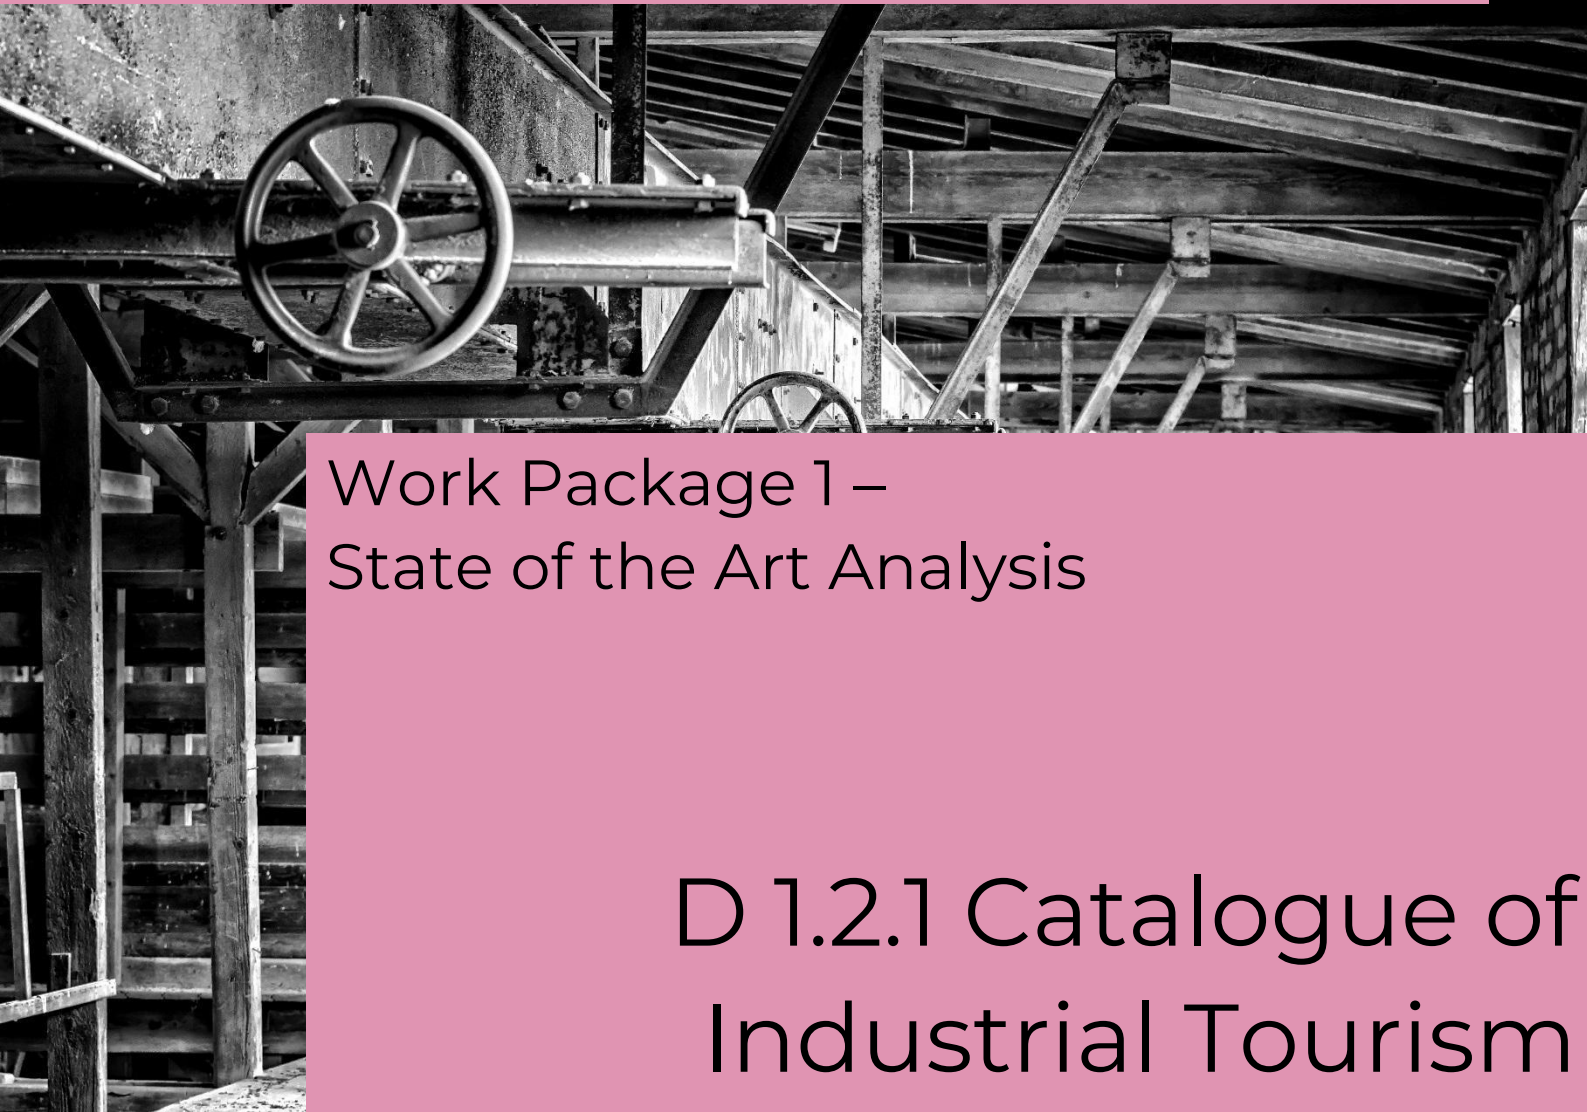 Work Package 1 –
State of the Art Analysis
D 1.2.1 Catalogue of
Industrial Tourism